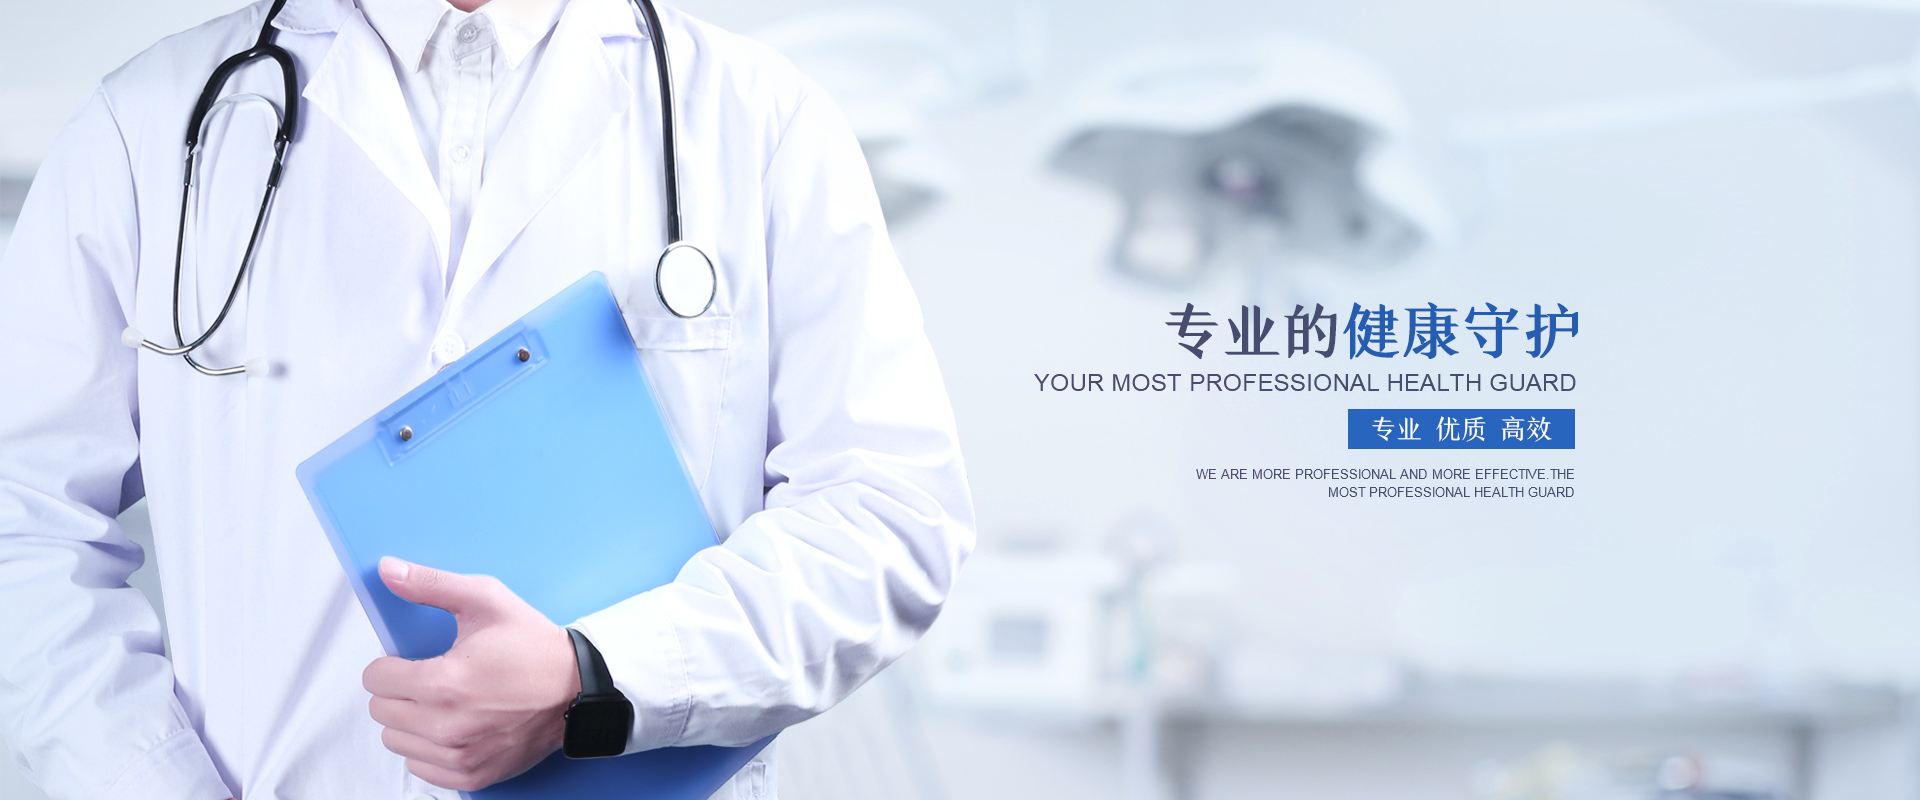 专业的健康守护
YOUR MOST PROFESSIONAL HEALTH GUARD
专业 优质 高效
WE ARE MORE PROFESSIONAL AND MORE EFFECTIVE.THE
MOST PROFESSIONAL HEALTH GUARD